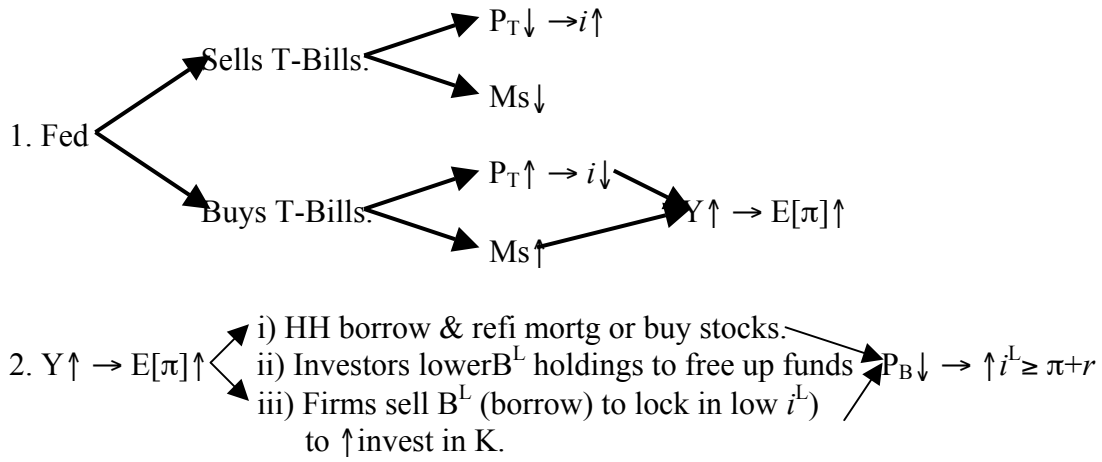 P_T↓ →i↑
Sells T-Bills.
Ms↓
1. Fed
P_T↑ → i↓
Buys T-Bills.
Y↑ → E[π]↑
Ms↑
i) HH borrow & refi mortg or buy stocks.
2. Y↑ → E[π]↑ ii) Investors lowerB^L holdings to free up funds P_B↓ → ↑i^L≥ π+r
iii) Firms sell B^L (borrow) to lock in low i^L)
to ↑invest in K.